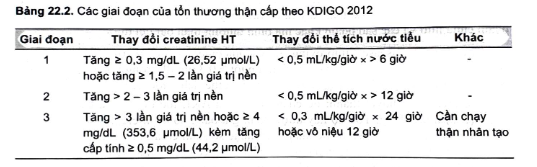 Bảng 22.2. Các giai đoạn của tổn thương thận cấp theo KDIGO 2012
Giai đoạn Thay đổi creatinine HT Thay đổi thể tích nước tiểu Khác
1 Tăng ≥ 0,3 mg/dL (26,52 µmol/L) < 0,5 mL/kg/giờ × > 6 giờ -
hoặc tăng ≥ 1,5 – 2 lần giá trị nền
2 Tăng > 2 – 3 lần giá trị nền < 0,5 mL/kg/giờ × > 12 giờ -
3 Tăng > 3 lần giá trị nền hoặc ≥ 4 < 0,3 mL/kg/giờ × 24 giờ Cần chạy
mg/dL (353,6 µmol/L) kèm tăng hoặc vô niệu 12 giờ thận nhân tạo
cấp tính ≥ 0,5 mg/dL (44,2 µmol/L)